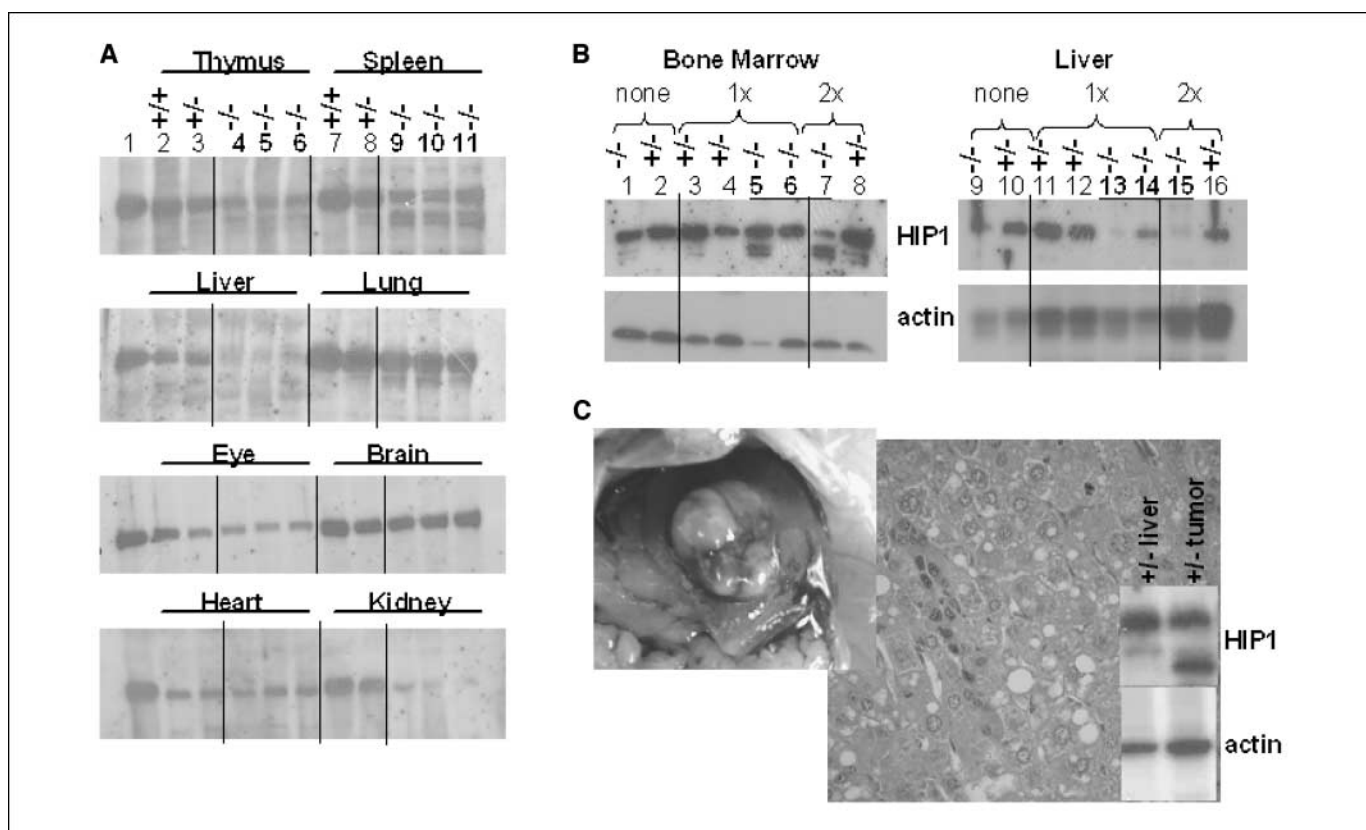 A
Thymus Spleen
+/+ +/- -/- -/- -/- +/+ +/- -/- -/- -/-
1 2 3 4 5 6 7 8 9 10 11
Liver Lung
Eye Brain
Heart Kidney
B
Bone Marrow
none 1x 2x
-/- +/- +/- +/- -/- -/- -/- +/-
1 2 3 4 5 6 7 8
Liver
none 1x 2x
-/- +/- +/- +/- -/- -/- -/- +/-
9 10 11 12 13 14 15 16
HIP1
actin
C
+/- liver
+/- tumor
HIP1
actin